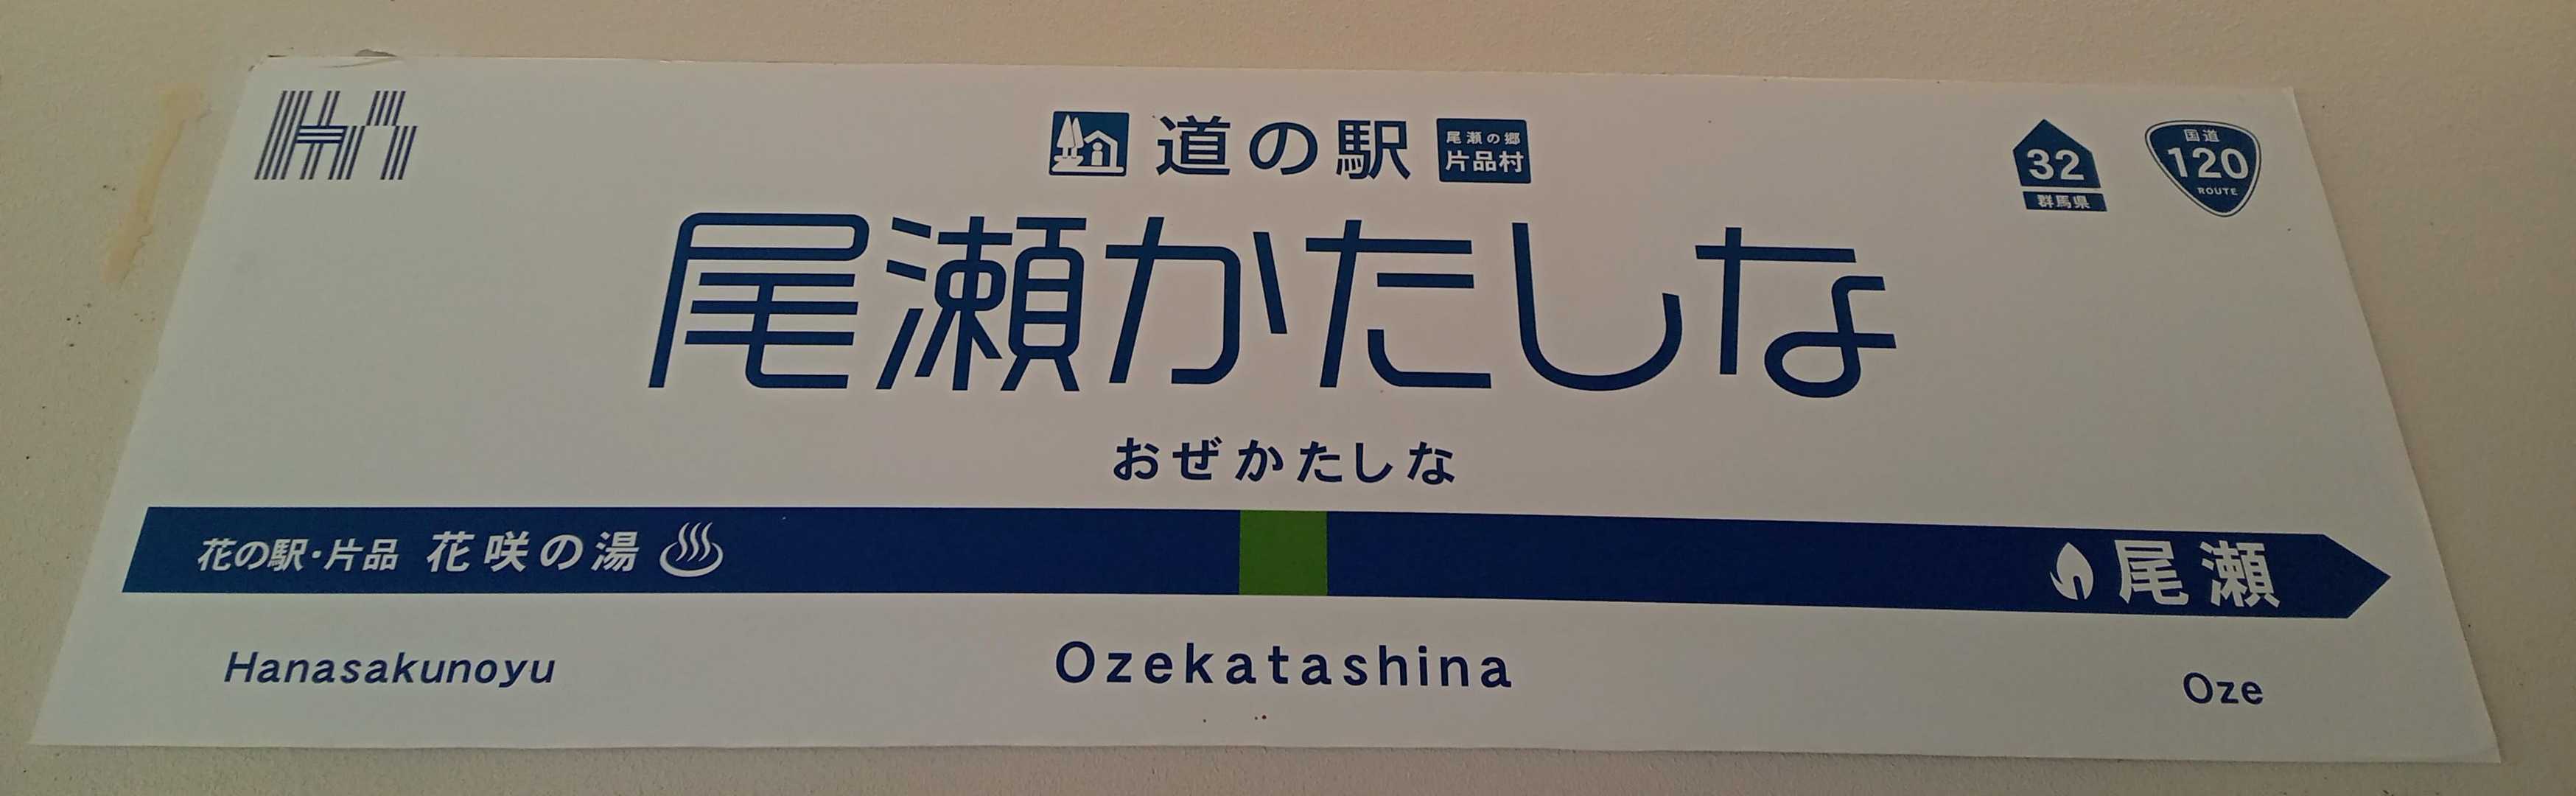 道の駅 尾瀬の郷
片品村
32
群馬県
国道
120
ROUTE
尾瀬かたしな
おぜかたしな
花の駅・片品 花咲の湯
尾瀬
Hanasakunoyu
Ozekatashina
Oze